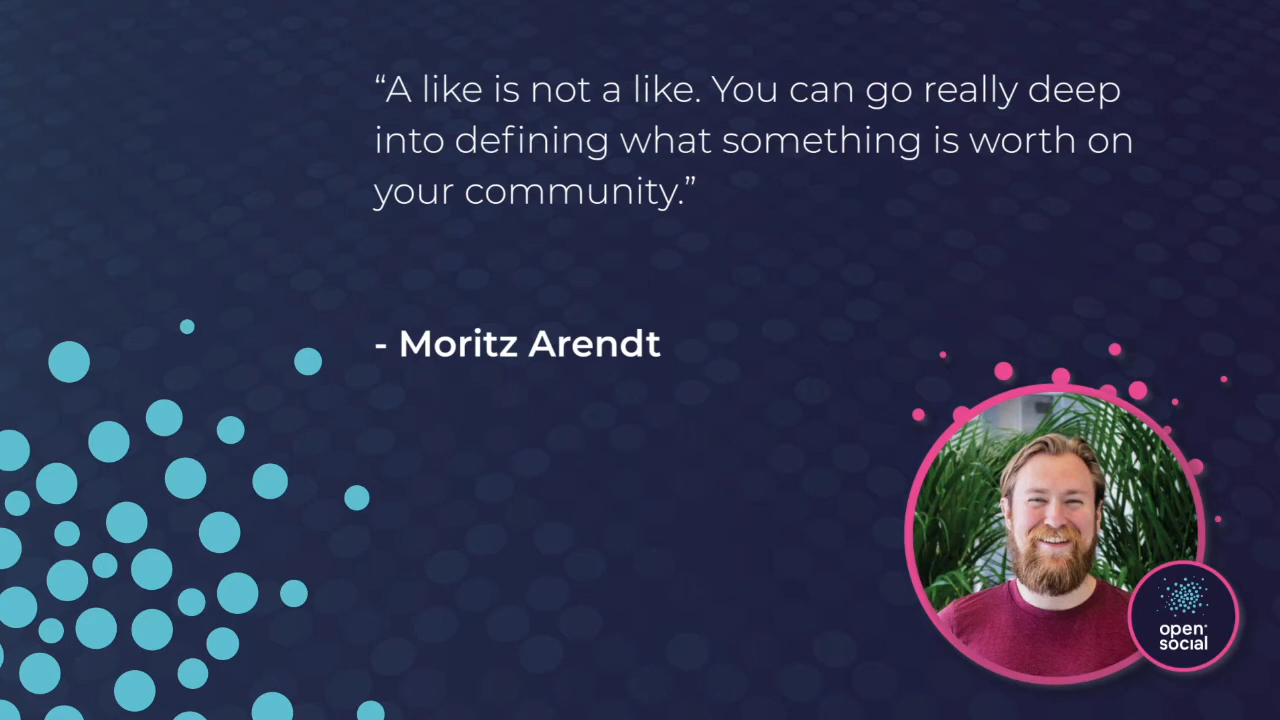 “A like is not a like. You can go really deep
into defining what something is worth on
your community.”
- Moritz Arendt
open
social